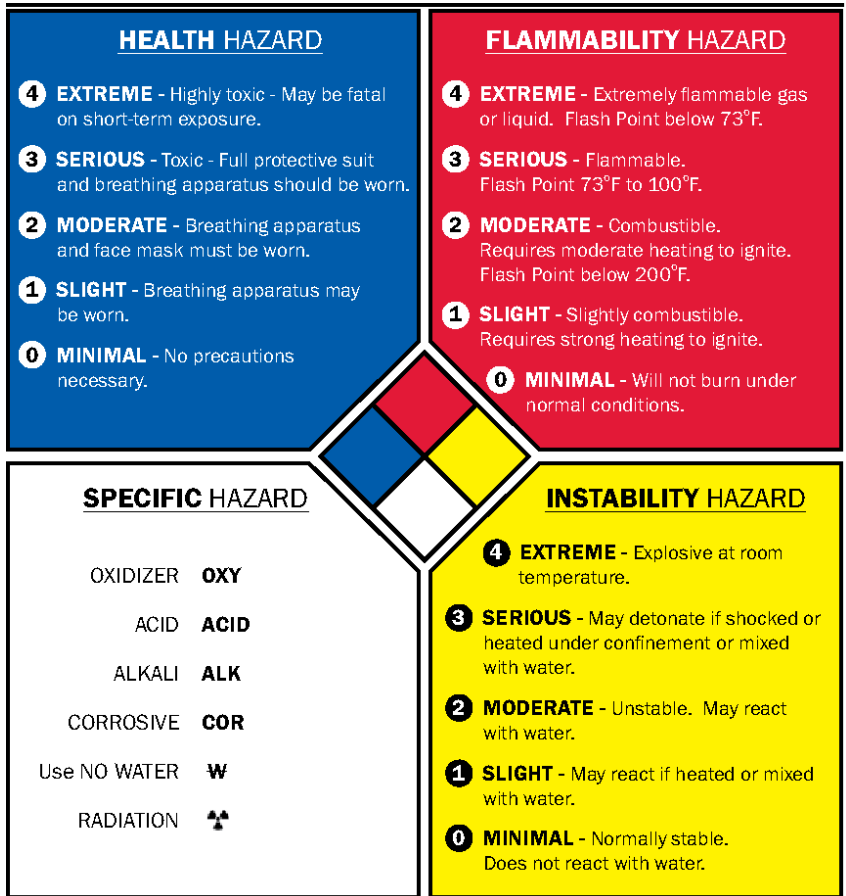 HEALTH HAZARD
4 EXTREME - Highly toxic - May be fatal
on short-term exposure.
3 SERIOUS - Toxic - Full protective suit
and breathing apparatus should be worn.
2 MODERATE - Breathing apparatus
and face mask must be worn.
1 SLIGHT - Breathing apparatus may
be worn.
0 MINIMAL - No precautions
necessary.
FLAMMABILITY HAZARD
4 EXTREME - Extremely flammable gas
or liquid. Flash Point below 73°F.
3 SERIOUS - Flammable.
Flash Point 73°F to 100°F.
2 MODERATE - Combustible.
Requires moderate heating to ignite.
Flash Point below 200°F.
1 SLIGHT - Slightly combustible.
Requires strong heating to ignite.
0 MINIMAL - Will not burn under
normal conditions.
SPECIFIC HAZARD
OXIDIZER OXY
ACID ACID
ALKALI ALK
CORROSIVE COR
Use NO WATER W
RADIATION ☢
INSTABILITY HAZARD
4 EXTREME - Explosive at room
temperature.
3 SERIOUS - May detonate if shocked or
heated under confinement or mixed
with water.
2 MODERATE - Unstable. May react
with water.
1 SLIGHT - May react if heated or mixed
with water.
0 MINIMAL - Normally stable.
Does not react with water.